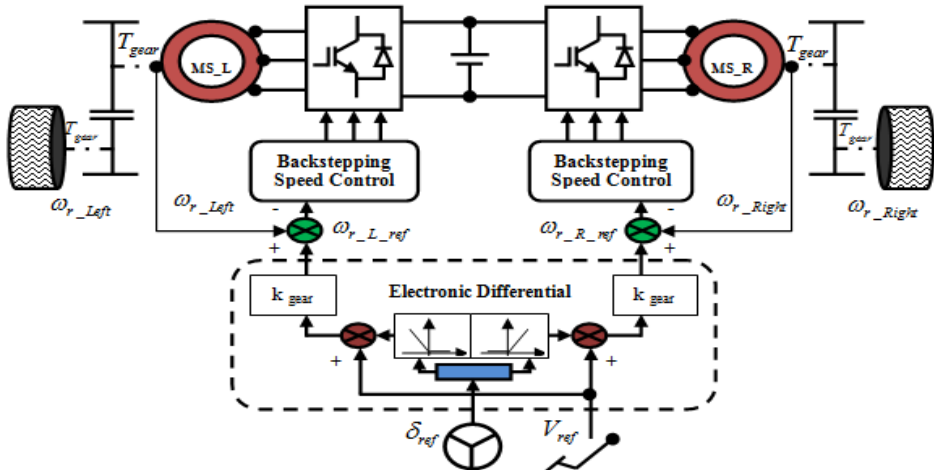 T_gear
MS_L
MS_R
T_gear
T_gear
T_gear
Backstepping
Speed Control
Backstepping
Speed Control
ω_r_Left
ω_r_Left
-
ω_r_L_ref
ω_r_R_ref
-
ω_r_Right
ω_r_Right
+
+
k gear
Electronic Differential
k gear
+
+
δ_ref
V_ref